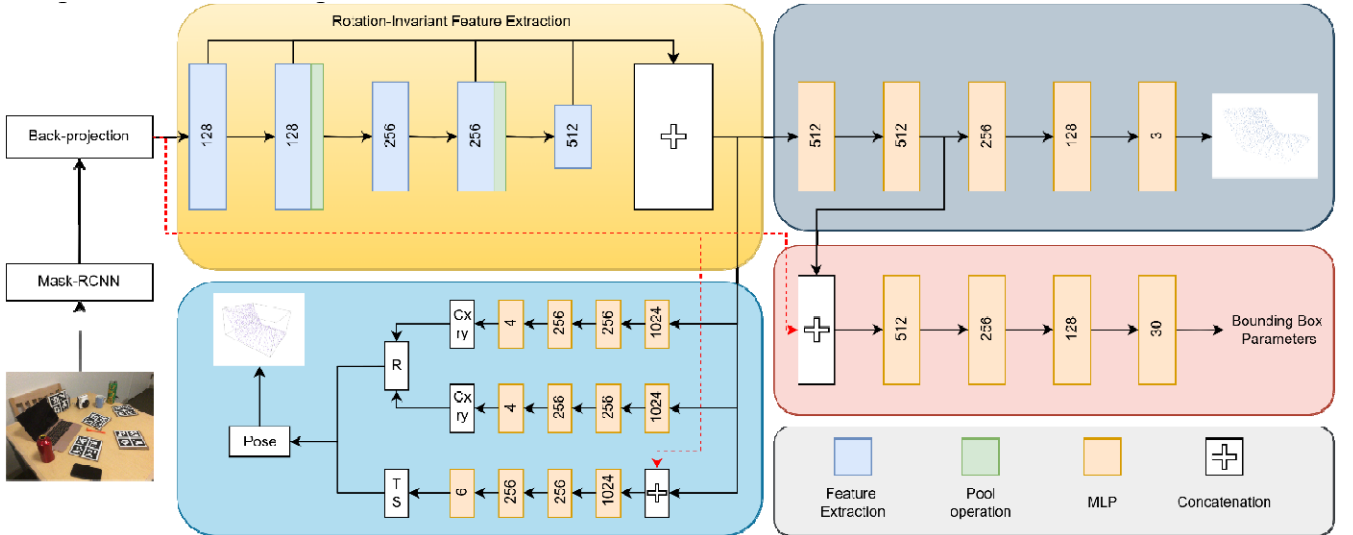 Rotation-Invariant Feature Extraction
128
128
256
256
512
Back-projection
Mask-RCNN
512
512
256
128
3
512
256
128
30
Bounding Box
Parameters
Cx
ry
4
256
256
1024
R
Cx
ry
4
256
256
1024
Pose
T
S
6
256
256
1024
Feature
Extraction
Pool
operation
MLP
Concatenation